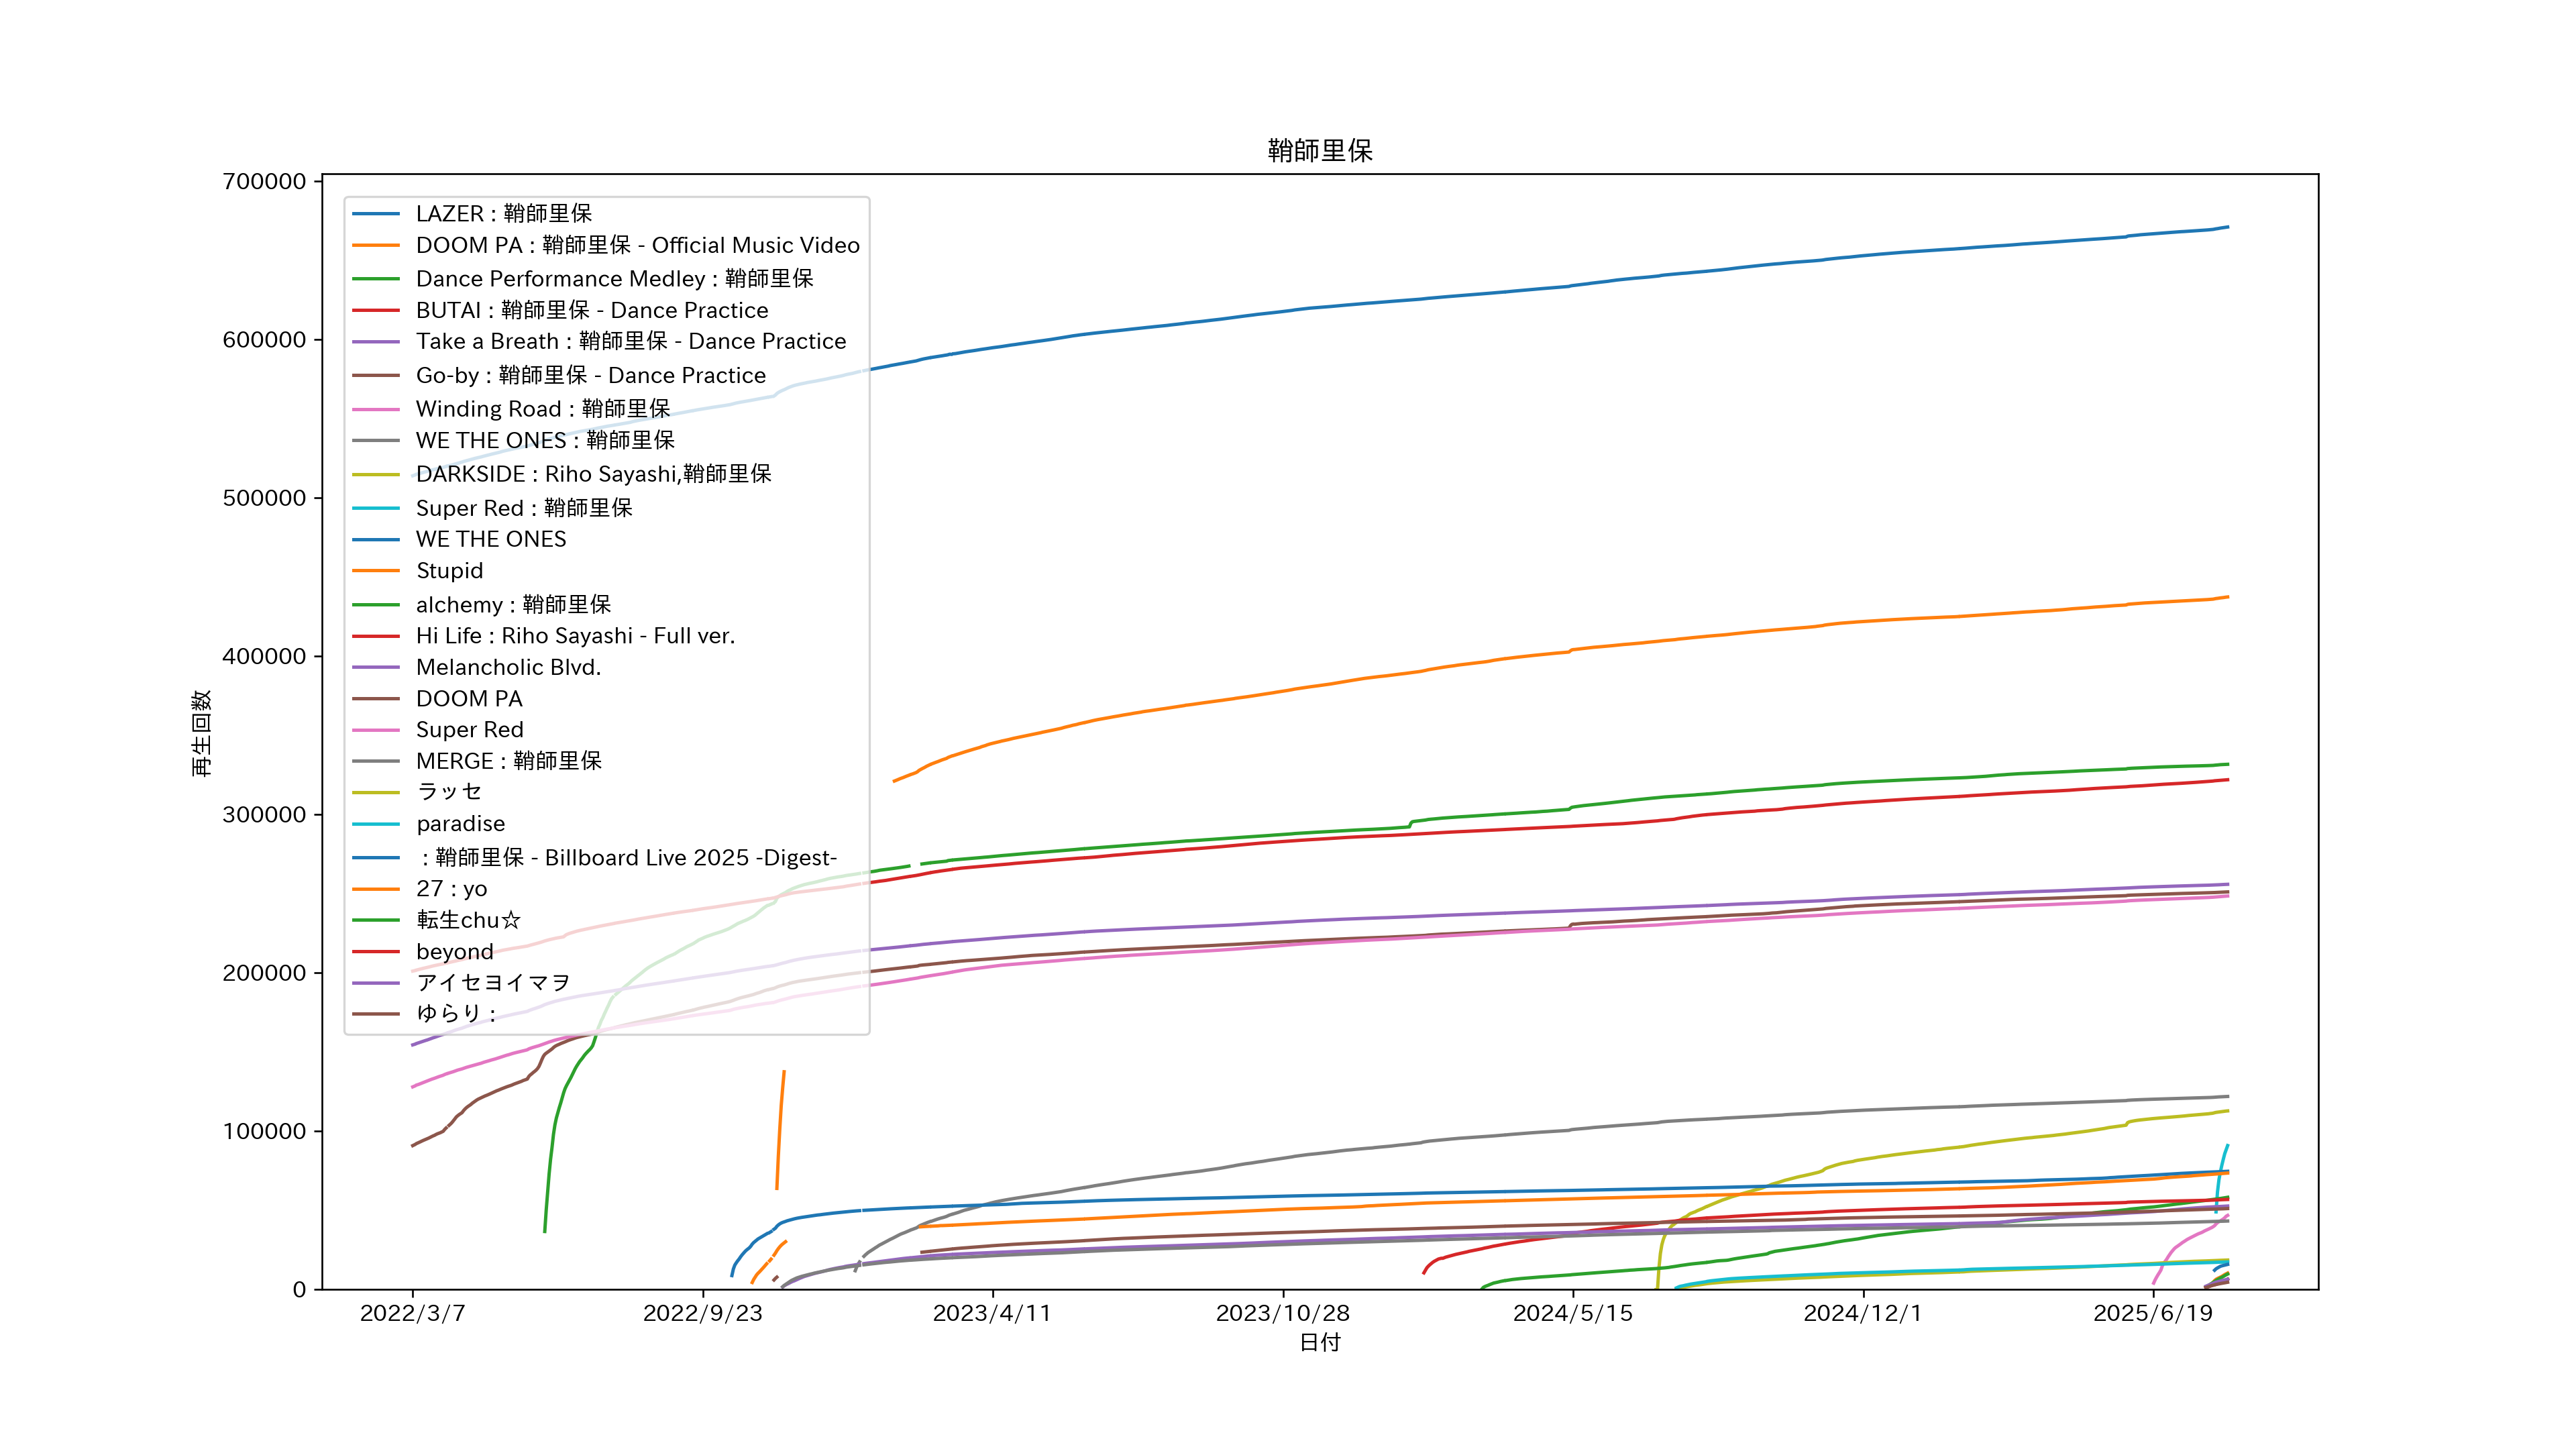 鞘師里保
700000
600000
500000
400000
300000
200000
100000
0
再生回数
LAZER : 鞘師里保
DOOM PA : 鞘師里保 - Official Music Video
Dance Performance Medley : 鞘師里保
BUTAI : 鞘師里保 - Dance Practice
Take a Breath : 鞘師里保 - Dance Practice
Go-by : 鞘師里保 - Dance Practice
Winding Road : 鞘師里保
WE THE ONES : 鞘師里保
DARKSIDE : Riho Sayashi,鞘師里保
Super Red : 鞘師里保
WE THE ONES
Stupid
alchemy : 鞘師里保
Hi Life : Riho Sayashi - Full ver.
Melancholic Blvd.
DOOM PA
Super Red
MERGE : 鞘師里保
ラッセ
paradise
: 鞘師里保 - Billboard Live 2025 -Digest-
27 : yo
転生chu☆
beyond
アイセヨイマヲ
ゆらり :
2022/3/7 2022/9/23 2023/4/11 2023/10/28 2024/5/15 2024/12/1 2025/6/19
日付